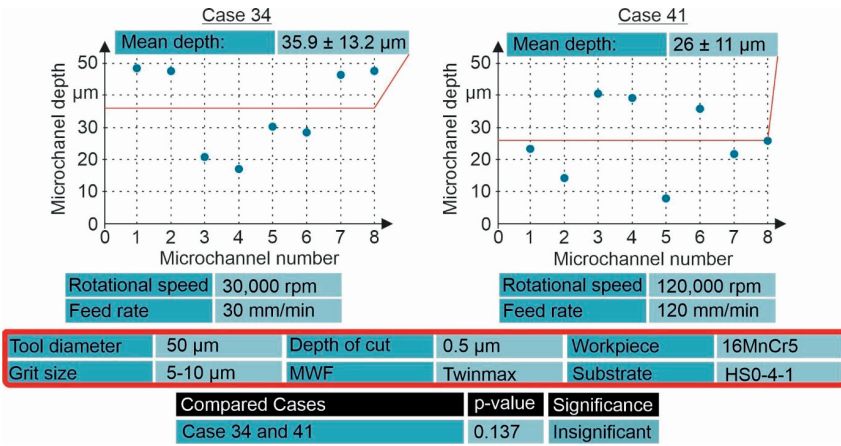 Case 34
Mean depth: 35.9 ± 13.2 µm
Microchanel depth
50
µm
30
20
10
0
0 1 2 3 4 5 6 7 8
Microchannel number
Rotational speed 30,000 rpm
Feed rate 30 mm/min
Case 41
Mean depth: 26 ± 11 µm
Microchanel depth
50
µm
30
20
10
0
0 1 2 3 4 5 6 7 8
Microchannel number
Rotational speed 120,000 rpm
Feed rate 120 mm/min
Tool diameter 50 µm Depth of cut 0.5 µm Workpiece 16MnCr5
Grit size 5-10 µm MWF Twinmax Substrate HS0-4-1
Compared Cases p-value Significance
Case 34 and 41 0.137 Insignificant